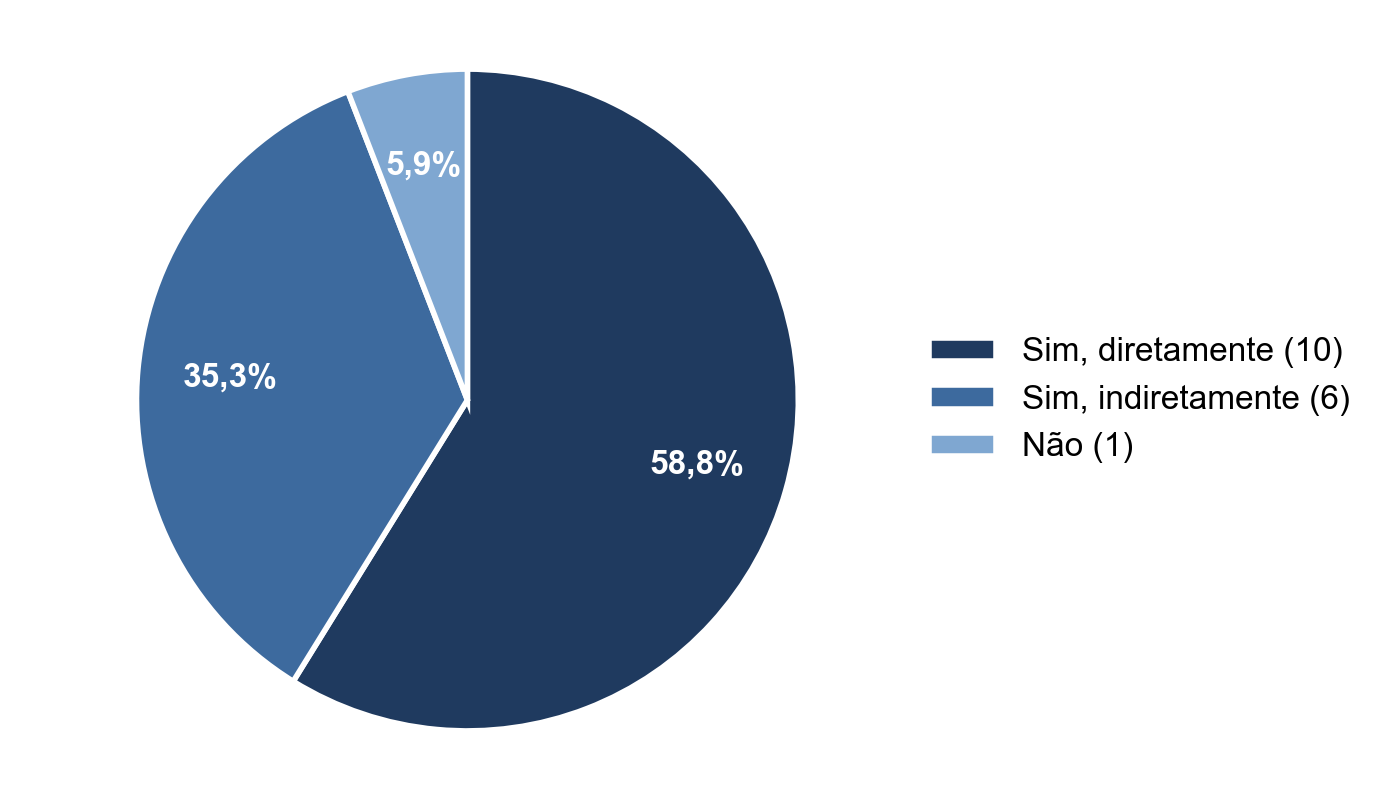 5,9%
35,3%
58,8%
Sim, diretamente (10)
Sim, indiretamente (6)
Não (1)